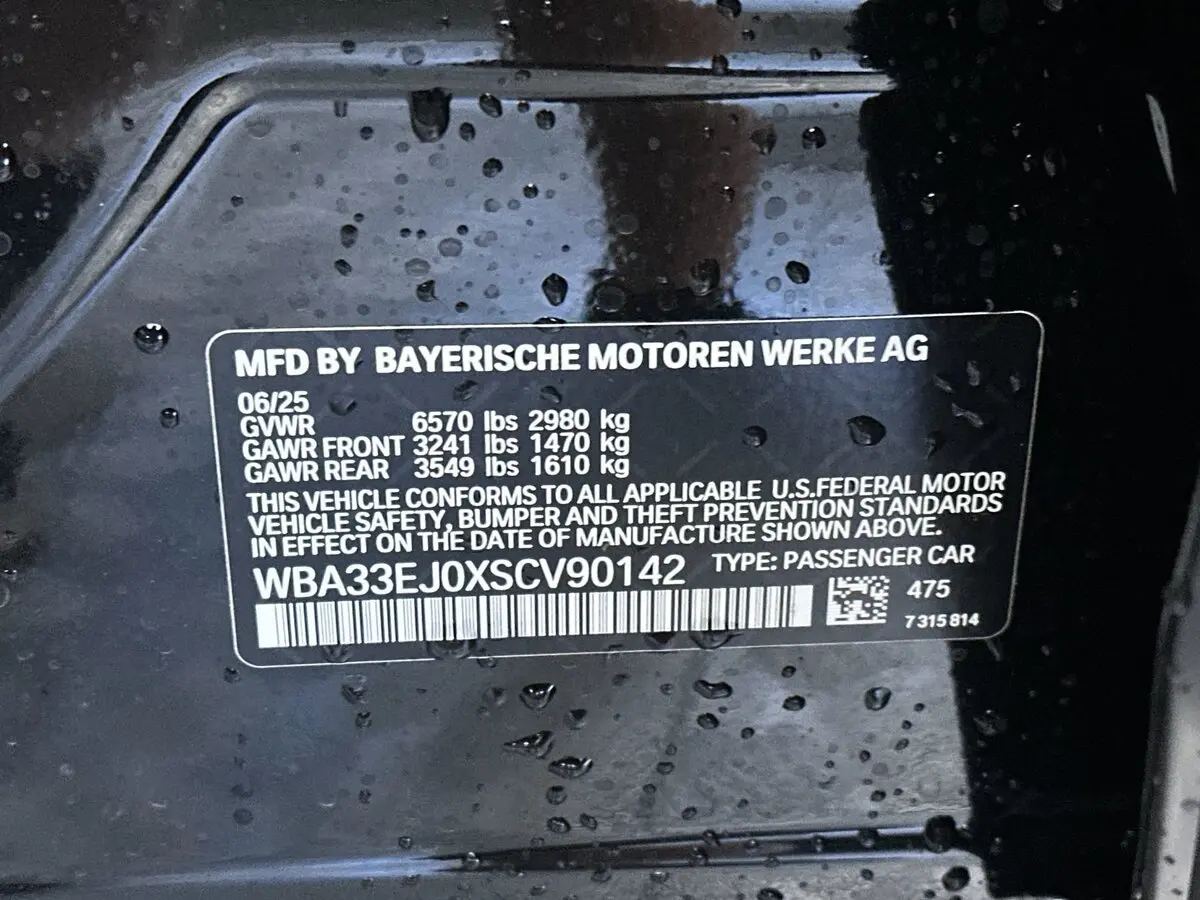 MFD BY BAYERISCHE MOTOREN WERKE AG
06/25
GVWR 6570 lbs 2980 kg
GAWR FRONT 3241 lbs 1470 kg
GAWR REAR 3549 lbs 1610 kg
THIS VEHICLE CONFORMS TO ALL APPLICABLE U.S.FEDERAL MOTOR
VEHICLE SAFETY, BUMPER AND THEFT PREVENTION STANDARDS
IN EFFECT ON THE DATE OF MANUFACTURE SHOWN ABOVE.
WBA33EJ0XSCV90142 TYPE: PASSENGER CAR
475
7 315 814